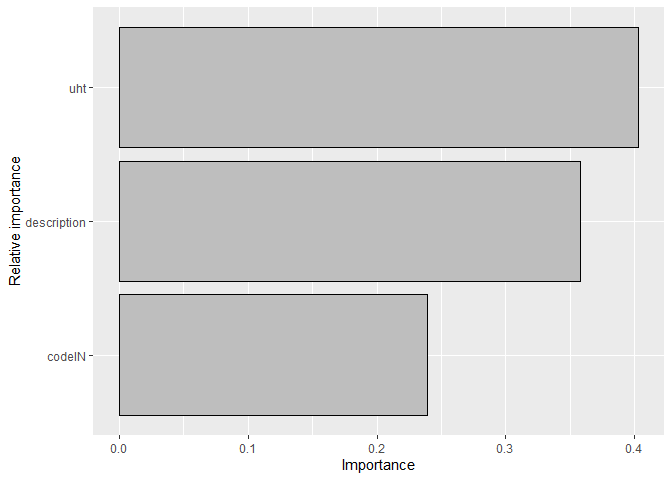 Relative importance
uht
description
codeIN
0.0 0.1 0.2 0.3 0.4
Importance